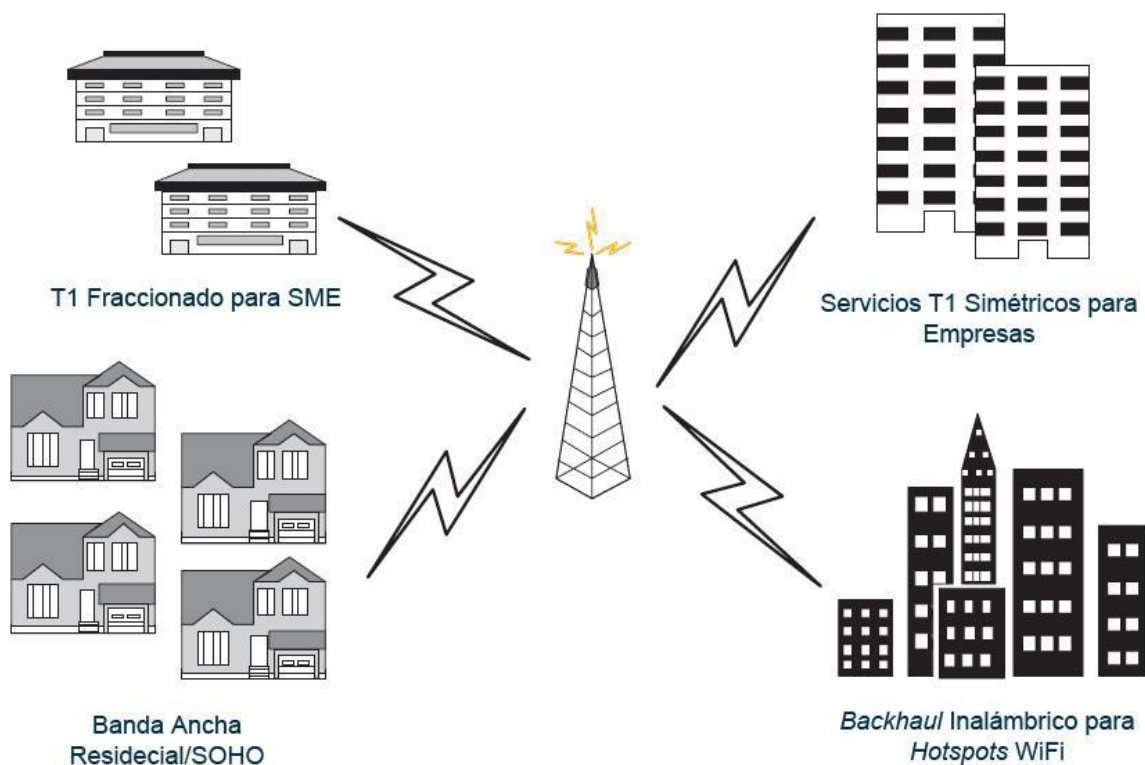 T1 Fraccionado para SME
Servicios T1 Simétricos para
Empresas
Banda Ancha
Residecial/SOHO
Backhaul Inalámbrico para
Hotspots WiFi